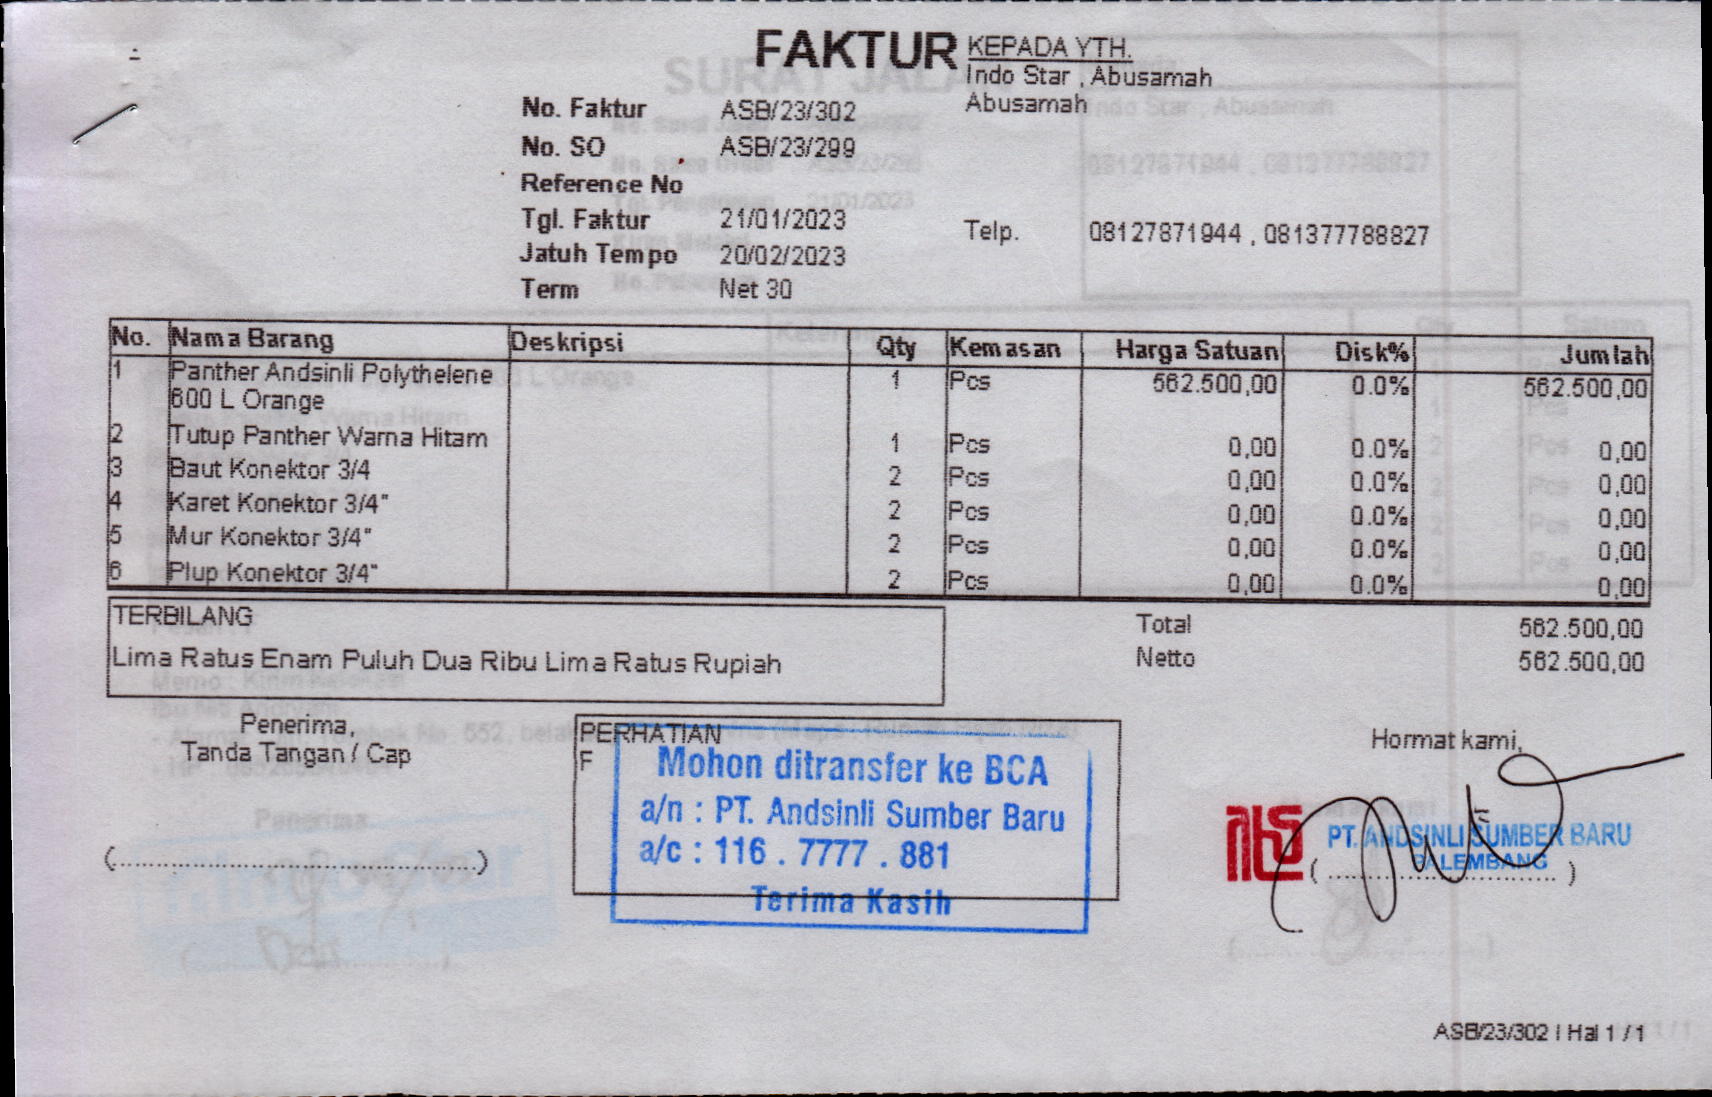 FAKTUR
KEPADA YTH.
Indo Star , Abusamah
Abusamah
No. Faktur ASB/23/302
No. SO ASB/23/299
Reference No
Tgl. Faktur 21/01/2023
Telp. 08127871944 , 081377788827
Jatuh Tempo 20/02/2023
Term Net 30
No. Nama Barang Deskripsi Qty Kemasan Harga Satuan Disk% Jumlah
1 Panther Andsinli Polythelene 1 Pcs 562.500,00 0.0% 562.500,00
600 L Orange
2 Tutup Panther Warna Hitam 1 Pcs 0,00 0.0% 0,00
3 Baut Konektor 3/4 2 Pcs 0,00 0.0% 0,00
4 Karet Konektor 3/4" 2 Pcs 0,00 0.0% 0,00
5 Mur Konektor 3/4" 2 Pcs 0,00 0.0% 0,00
6 Plup Konektor 3/4" 2 Pcs 0,00 0.0% 0,00
TERBILANG
Lima Ratus Enam Puluh Dua Ribu Lima Ratus Rupiah
Total 562.500,00
Netto 562.500,00
Penerima,
Tanda Tangan / Cap
(..........................................................)
PERHATIAN
F
Mohon ditransfer ke BCA
a/n : PT. Andsinli Sumber Baru
a/c : 116 . 7777 . 881
Terima Kasih
Hormat kami,
PT. ANDSINLI SUMBER BARU
PALEMBANG
(....................................)
ASB/23/302 | Hal 1 / 1